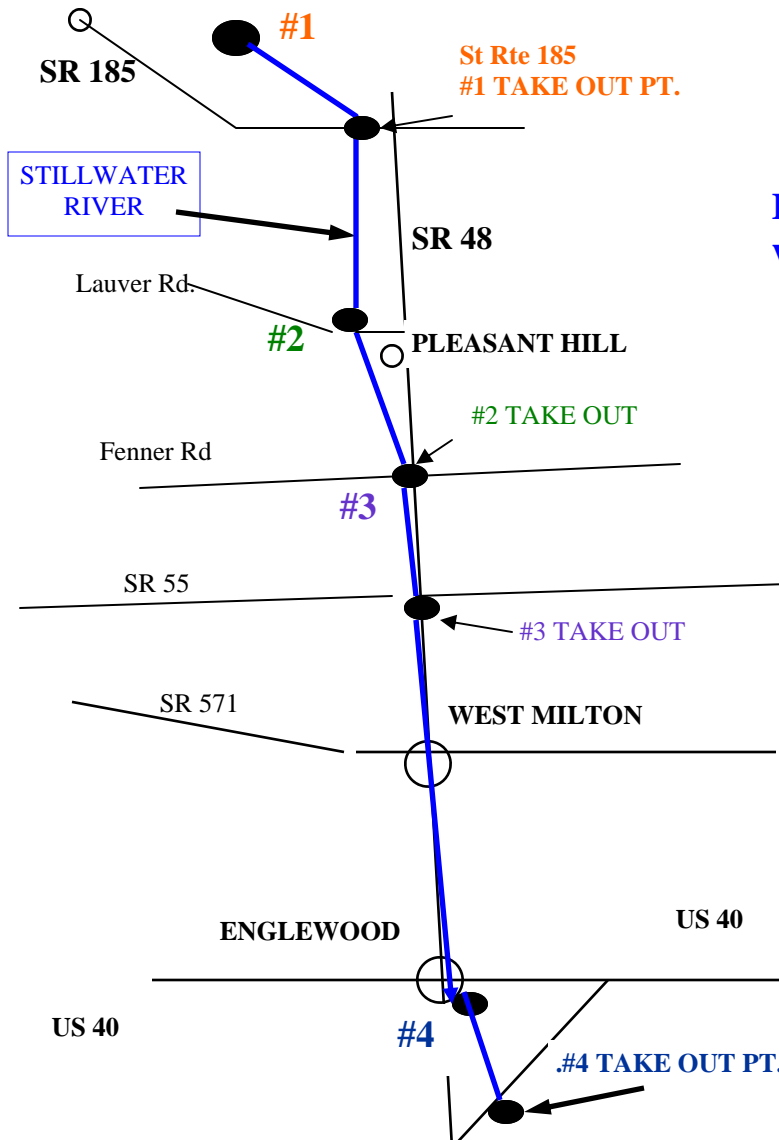 #1
SR 185
St Rte 185
#1 TAKE OUT PT.
STILLWATER
RIVER
SR 48
Lauver Rd.
#2
PLEASANT HILL
#2 TAKE OUT
Fenner Rd
#3
SR 55
#3 TAKE OUT
SR 571
WEST MILTON
ENGLEWOOD
US 40
US 40
#4
.#4 TAKE OUT PT.